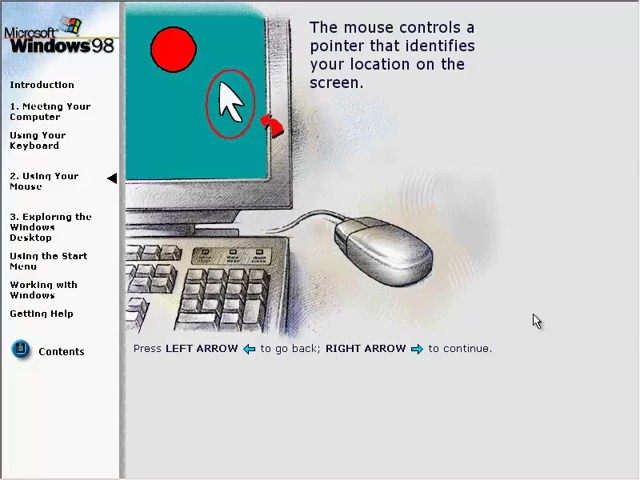 Microsoft
Windows 98
Introduction
1. Meeting Your
Computer
Using Your
Keyboard
2. Using Your
Mouse
3. Exploring the
Windows
Desktop
Using the Start
Menu
Working with
Windows
Getting Help
Contents
The mouse controls a
pointer that identifies
your location on the
screen.
Press LEFT ARROW to go back; RIGHT ARROW to continue.